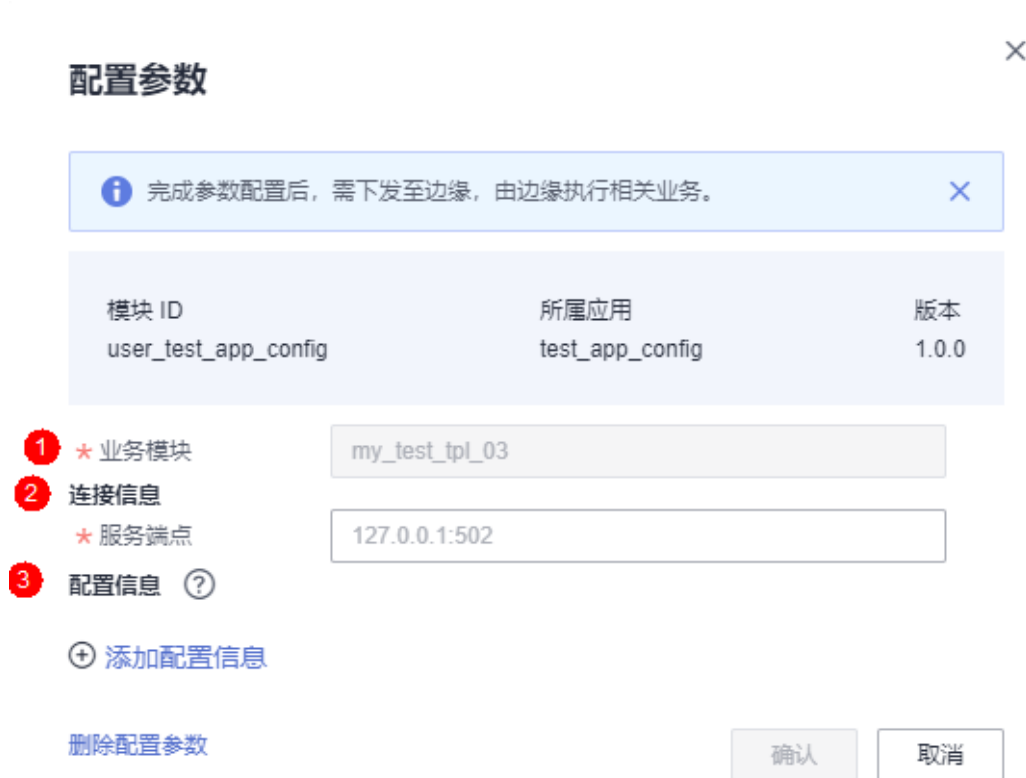 配置参数
完成参数配置后，需下发至边缘，由边缘执行相关业务。
模块 ID 所属应用 版本
user_test_app_config test_app_config 1.0.0
1 * 业务模块 my_test_tpl_03
2 连接信息
* 服务端点 127.0.0.1:502
3 配置信息 ?
添加配置信息
删除配置参数 确认 取消